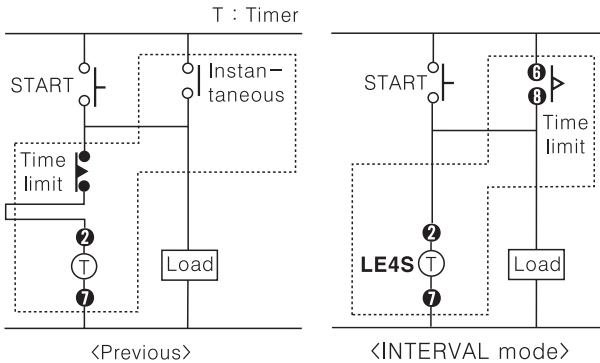 T : Timer
START
Instan-
taneous
Time
limit
2
T
7
Load
<Previous>
START
6
8
Time
limit
2
LE4S
T
7
Load
<INTERVAL mode>